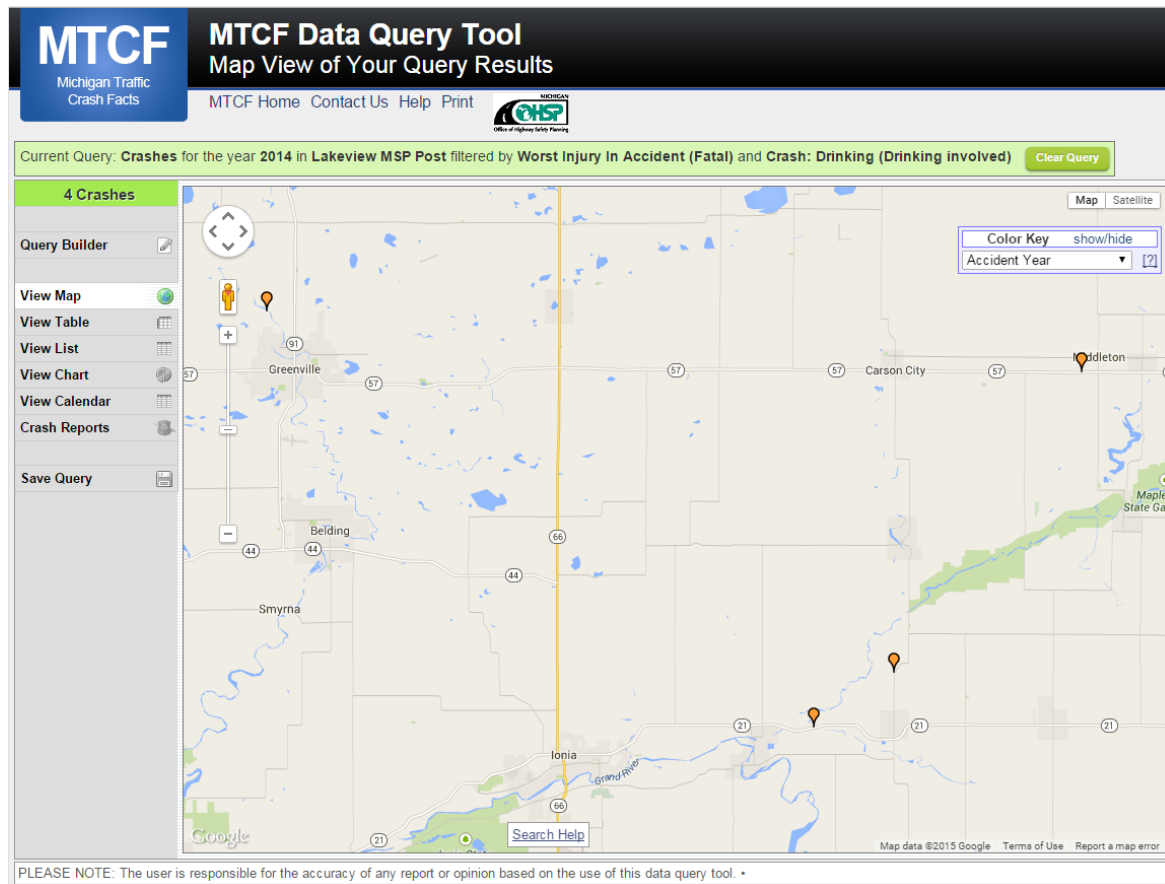 MTCF
Michigan Traffic
Crash Facts
MTCF Data Query Tool
Map View of Your Query Results
MTCF Home Contact Us Help Print
MICHIGAN
OHSP
Office of Highway Safety Planning
Current Query: Crashes for the year 2014 in Lakeview MSP Post filtered by Worst Injury In Accident (Fatal) and Crash: Drinking (Drinking involved) Clear Query
4 Crashes
Query Builder
View Map
View Table
View List
View Chart
View Calendar
Crash Reports
Save Query
Map Satellite
Color Key show/hide
Accident Year [?]
91
Greenville
57
57
57
57
Carson City
57
Middleton
Maple
State Ga
Belding
44
44
66
44
Smyrna
21
21
21
Ionia
Grand River
66
21
Google
Search Help
Map data ©2015 Google Terms of Use Report a map error
PLEASE NOTE: The user is responsible for the accuracy of any report or opinion based on the use of this data query tool. •